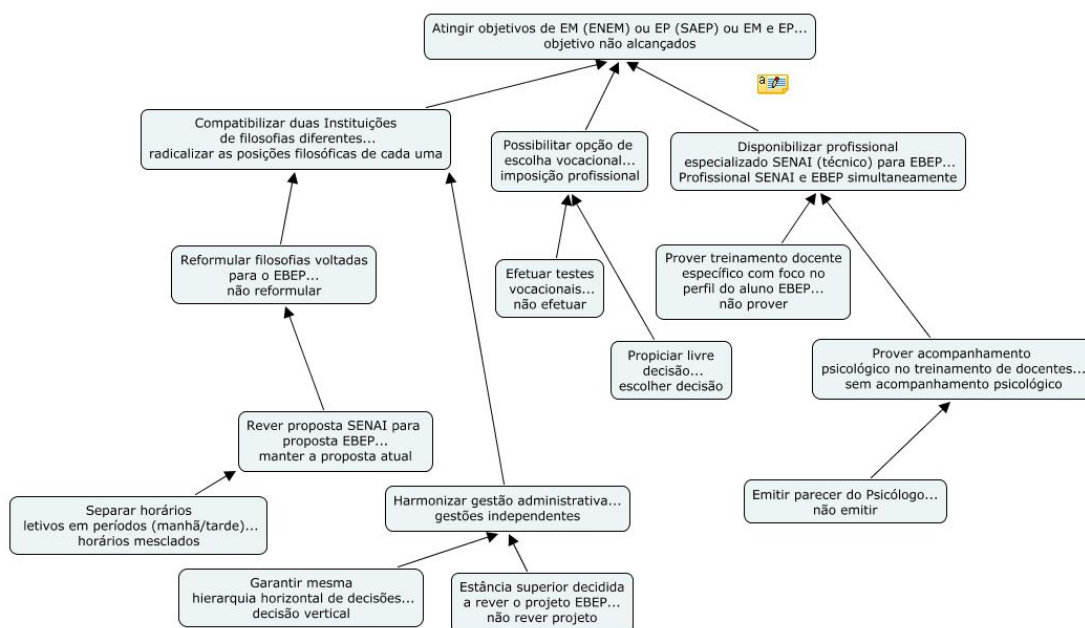 Atingir objetivos de EM (ENEM) ou EP (SAEP) ou EM e EP...
objetivo não alcançados
a
Compatibilizar duas Instituições
de filosofias diferentes...
radicalizar as posições filosóficas de cada uma
Possibilitar opção de
escolha vocacional...
imposição profissional
Disponibilizar profissional
especializado SENAI (técnico) para EBEP...
Profissional SENAI e EBEP simultaneamente
Reformular filosofias voltadas
para o EBEP...
não reformular
Efetuar testes
vocacionais...
não efetuar
Prover treinamento docente
específico com foco no
perfil do aluno EBEP...
não prover
Propiciar livre
decisão...
escolher decisão
Prover acompanhamento
psicológico no treinamento de docentes...
sem acompanhamento psicológico
Rever proposta SENAI para
proposta EBEP...
manter a proposta atual
Separar horários
letivos em períodos (manhã/tarde)...
horários mesclados
Harmonizar gestão administrativa...
gestões independentes
Emitir parecer do Psicólogo...
não emitir
Garantir mesma
hierarquia horizontal de decisões...
decisão vertical
Estância superior decidida
a rever o projeto EBEP...
não rever projeto